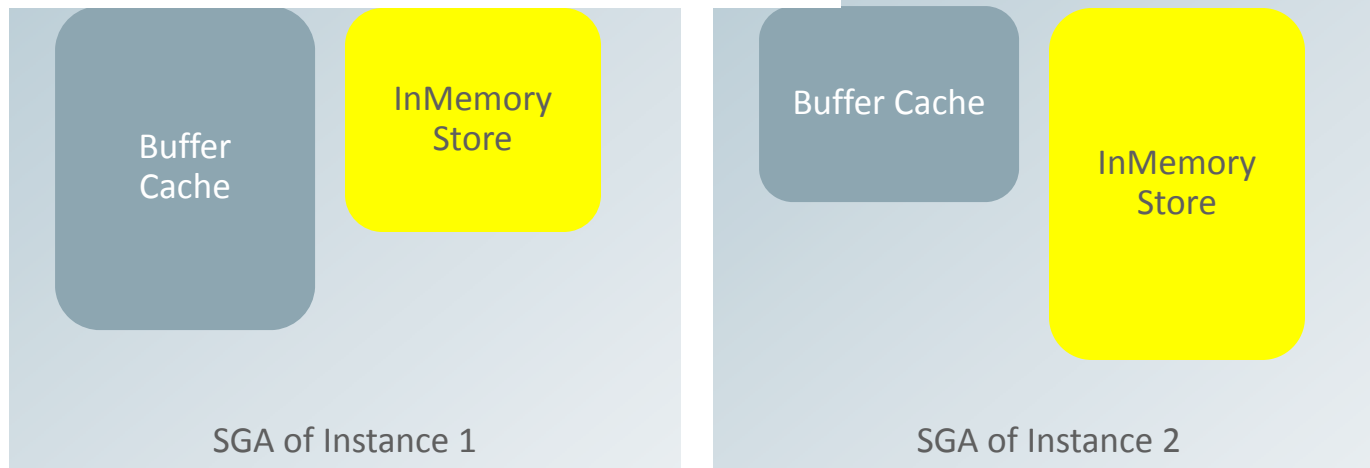 Buffer
Cache
InMemory
Store
SGA of Instance 1
Buffer Cache
InMemory
Store
SGA of Instance 2